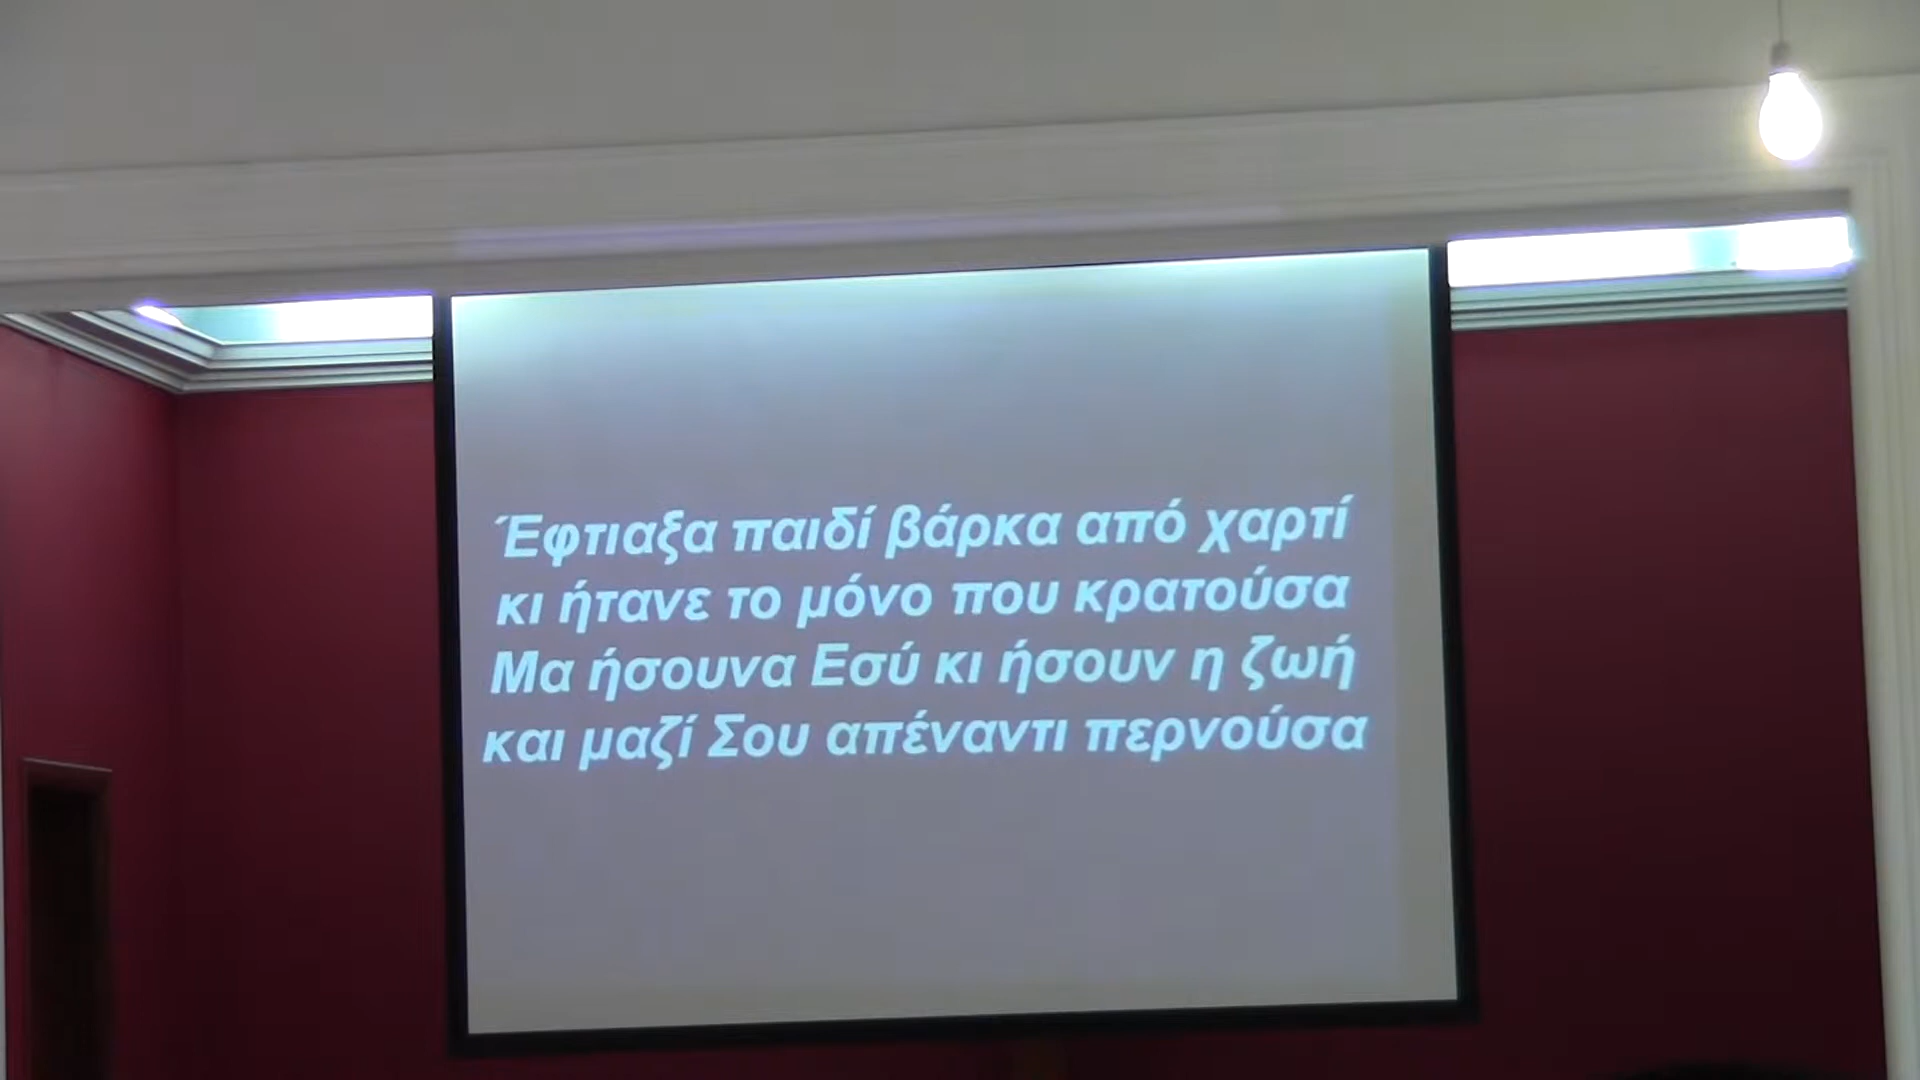 Έφτιαξα παιδί βάρκα από χαρτί
κι ήτανε το μόνο που κρατούσα
Μα ήσουνα Εσύ κι ήσουν η ζωή
και μαζί Σου απέναντι περνούσα